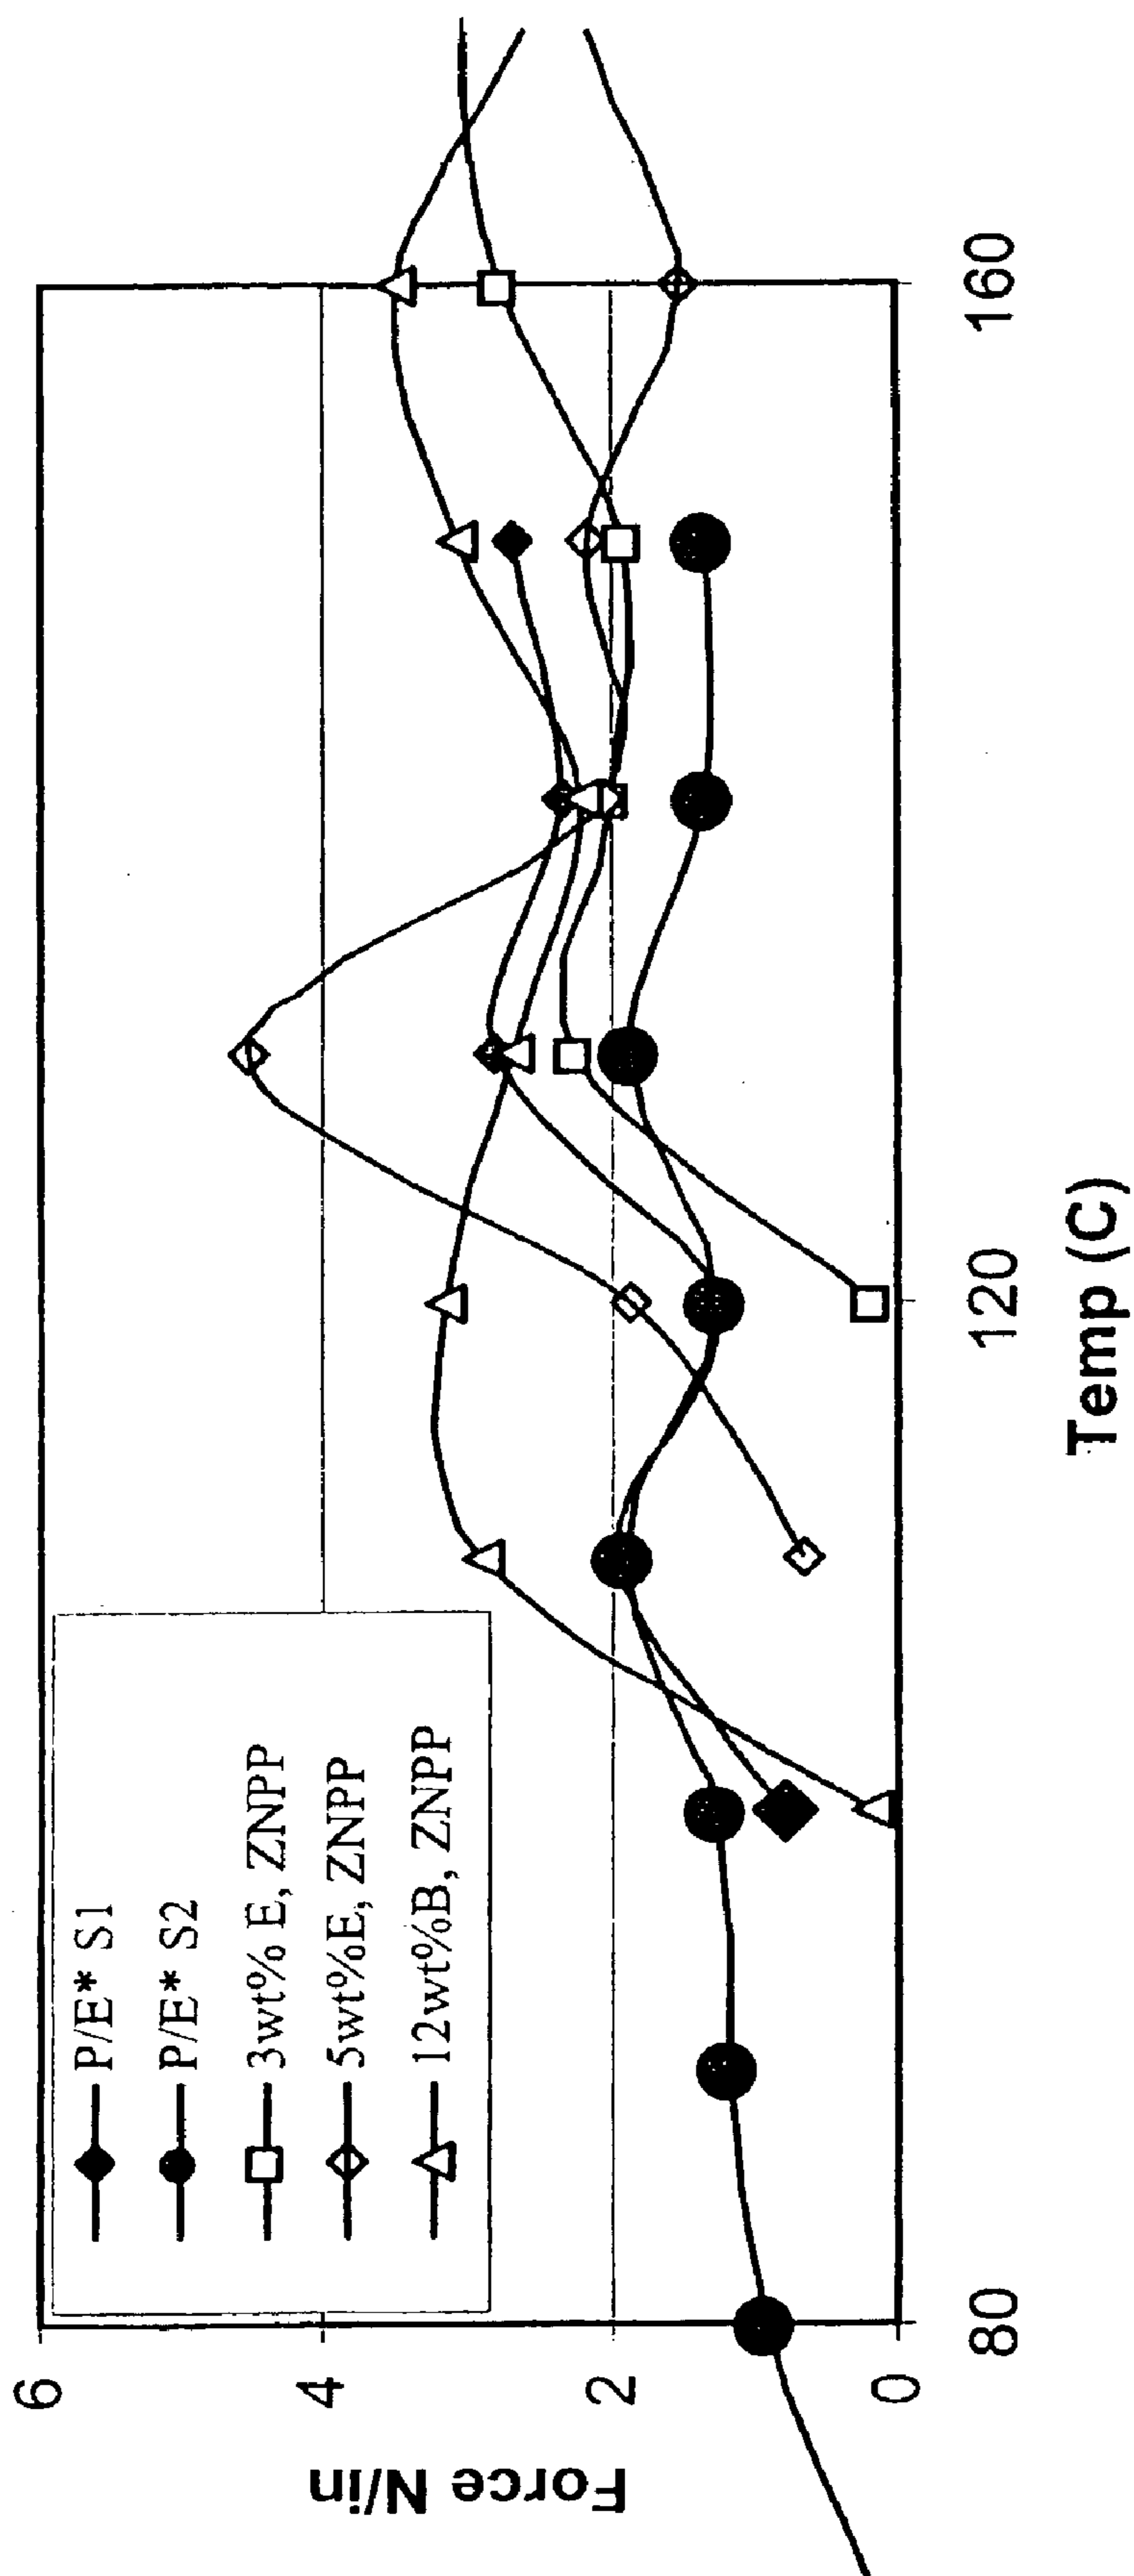 6
4
2
0
Force N/in
P/E* S1
P/E* S2
3wt% E, ZNPP
5wt%E, ZNPP
12wt%B, ZNPP
80
120
160
Temp (C)